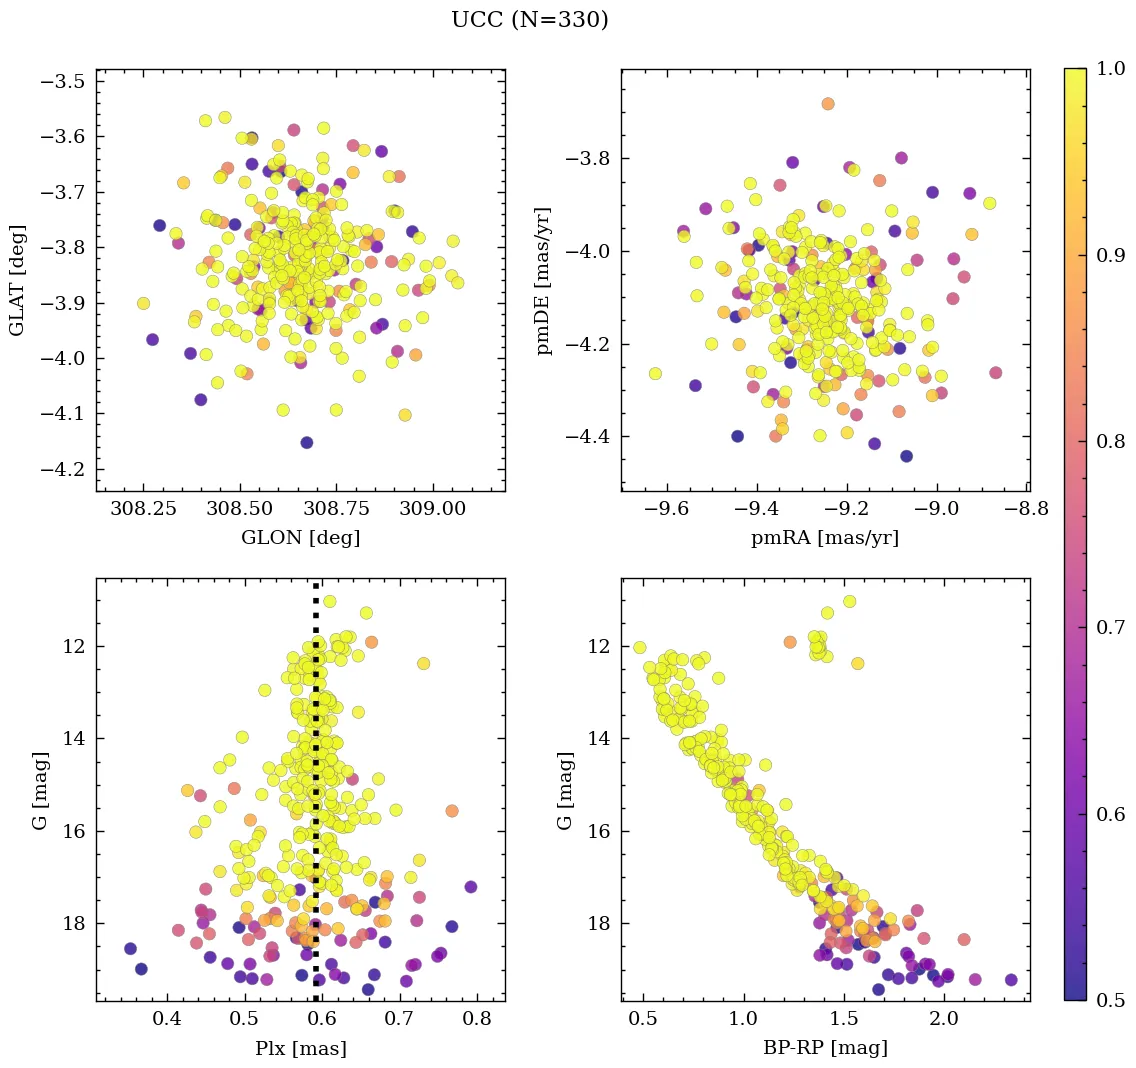 UCC (N=330)
−3.5
−3.6
−3.7
−3.8
−3.9
−4.0
−4.1
−4.2
GLAT [deg]
308.25 308.50 308.75 309.00
GLON [deg]
−3.8
−4.0
−4.2
−4.4
pmDE [mas/yr]
−9.6 −9.4 −9.2 −9.0 −8.8
pmRA [mas/yr]
12
14
16
18
G [mag]
0.4 0.5 0.6 0.7 0.8
Plx [mas]
12
14
16
18
G [mag]
0.5 1.0 1.5 2.0
BP-RP [mag]
1.0
0.9
0.8
0.7
0.6
0.5